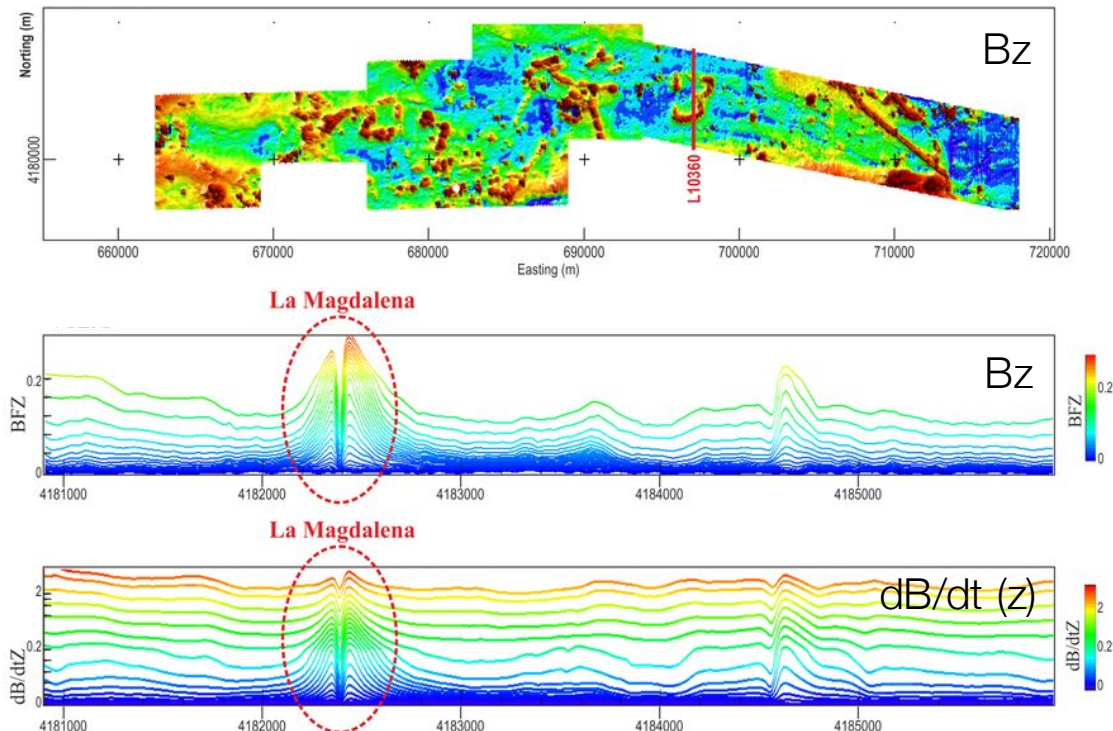 Norting (m)
4180000
Bz
L10360
660000 670000 680000 690000 700000 710000 720000
Easting (m)
La Magdalena
BFZ
0.2
0
Bz
0.2
0
BFZ
4181000 4182000 4183000 4184000 4185000
La Magdalena
dB/dtZ
2
0.2
0
dB/dt (z)
2
0.2
0
dB/dtZ
4181000 4182000 4183000 4184000 4185000